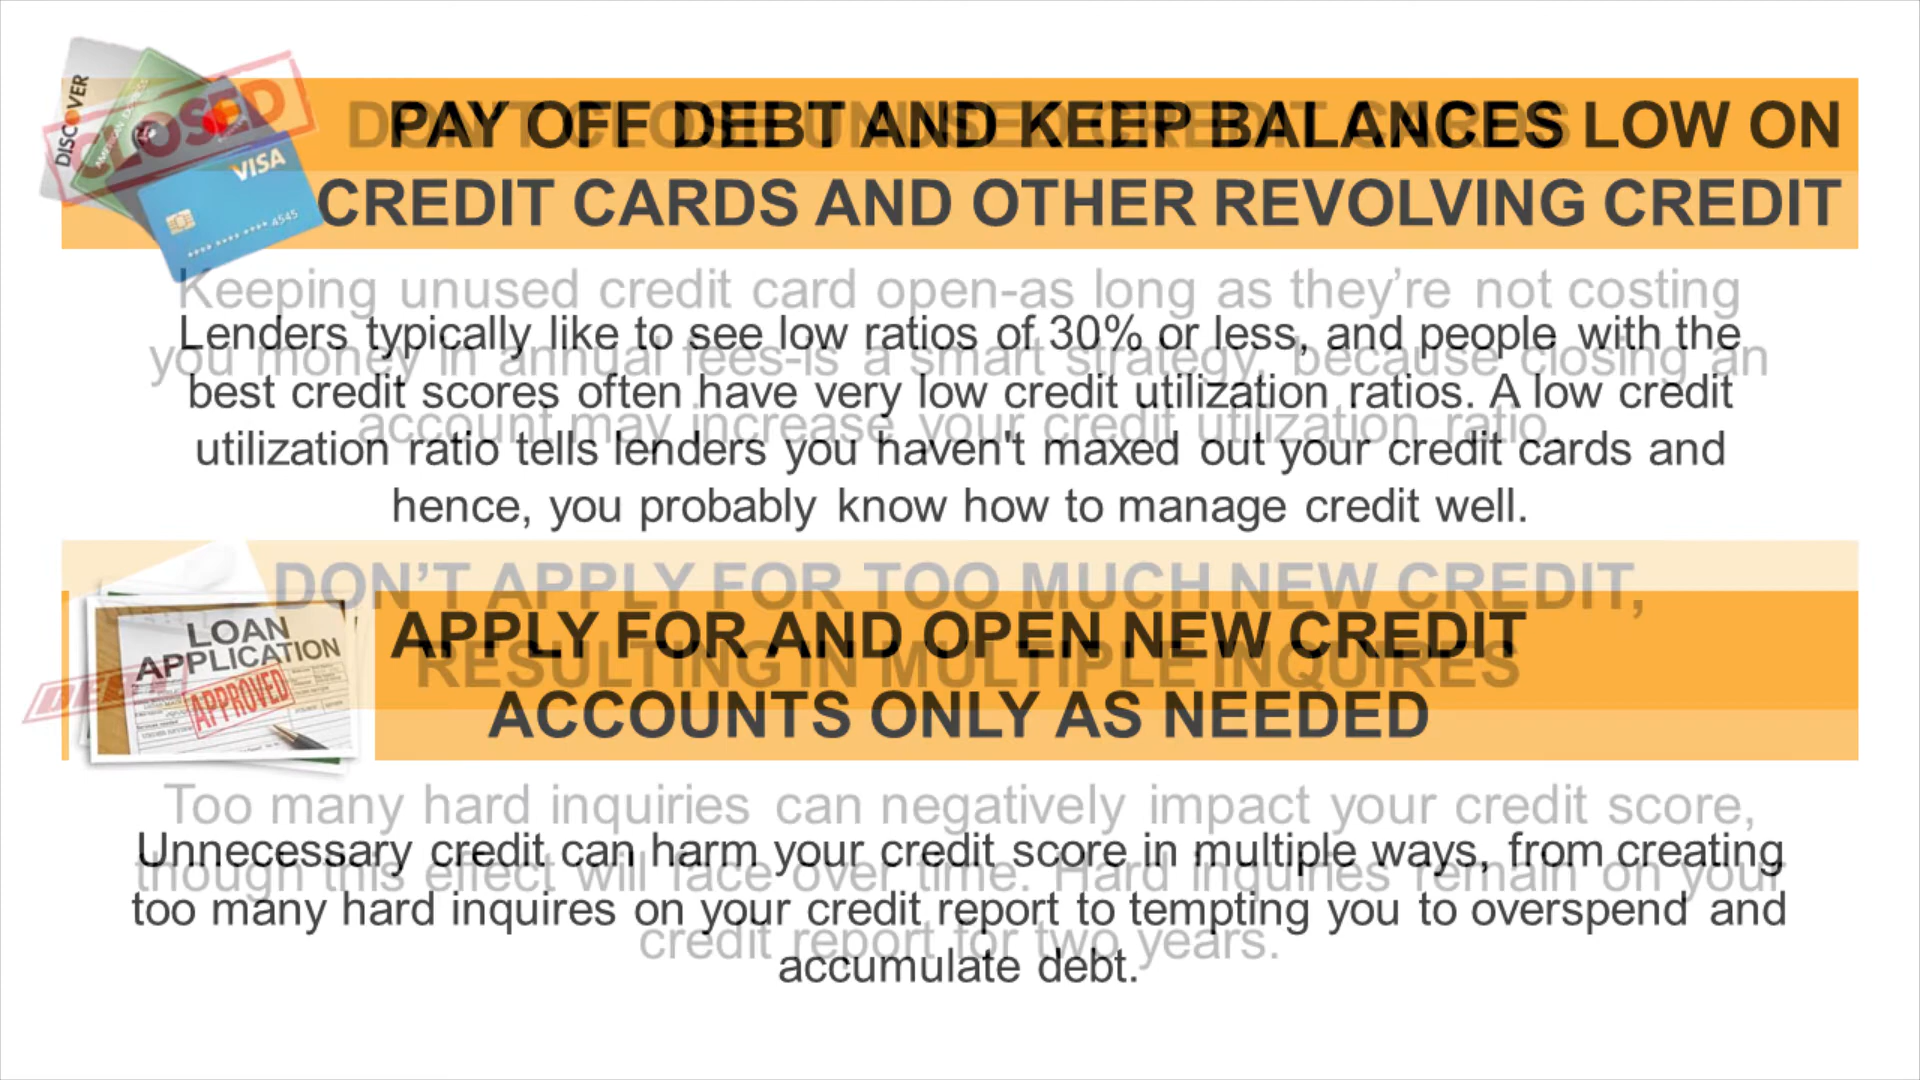 DISCOVER
AMERICAN EXPRESS
CLOSED
VISA
4545
PAY OFF DEBT AND KEEP BALANCES LOW ON
DON'T CLOSE UNUSED CREDIT CARDS
CREDIT CARDS AND OTHER REVOLVING CREDIT
Keeping unused credit card open-as long as they’re not costing
Lenders typically like to see low ratios of 30% or less, and people with the
you money in annual fees-is a smart strategy, because closing an
best credit scores often have very low credit utilization ratios. A low credit
account may increase your credit utilization ratio.
utilization ratio tells lenders you haven't maxed out your credit cards and
hence, you probably know how to manage credit well.
DON’T APPLY FOR TOO MUCH NEW CREDIT,
APPLY FOR AND OPEN NEW CREDIT
RESULTING IN MULTIPLE INQUIRES
ACCOUNTS ONLY AS NEEDED
LOAN
APPLICATION
APPROVED
Too many hard inquiries can negatively impact your credit score,
Unnecessary credit can harm your credit score in multiple ways, from creating
though this effect will face over time. Hard inquiries remain on your
too many hard inquires on your credit report to tempting you to overspend and
credit report for two years.
accumulate debt.